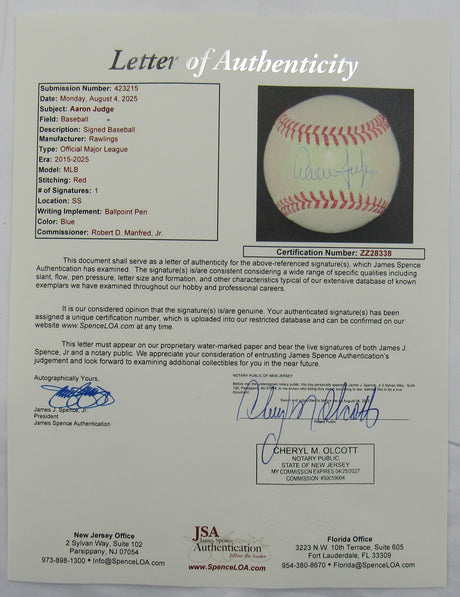 Letter of Authenticity
Submission Number: 423215
Date: Monday, August 4, 2025
Subject: Aaron Judge
Field: Baseball
Description: Signed Baseball
Manufacturer: Rawlings
Type: Official Major League
Era: 2015-2025
Model: MLB
Stitching: Red
# of Signatures: 1
Location: SS
Writing Implement: Ballpoint Pen
Color: Blue
Commissioner: Robert D. Manfred, Jr.
Certification Number: ZZ28338
This document shall serve as a letter of authenticity for the above-referenced signature(s), which James Spence
Authentication has examined. The signature(s) is/are consistent considering a wide range of specific qualities including
slant, flow, pen pressure, letter size and formation, and other characteristics typical of our extensive database of known
exemplars we have examined throughout our hobby and professional careers.
It is our considered opinion that the signature(s) is/are genuine. Your authenticated signature(s) has been
assigned a unique certification number, which is uploaded into our restricted database and can be confirmed on our
website www.SpenceLOA.com at any time.
This letter must appear on our proprietary water-marked paper and bear the live signatures of both James J.
Spence, Jr and a notary public. We appreciate your consideration of entrusting James Spence Authentication's
judgement and look forward to examining additional collectibles for you in the near future.
Autographically Yours,
James J. Spence, Jr.
President
James Spence Authentication
NOTARY PUBLIC OF NEW JERSEY
Cheryl M Olcott
Notary Public
CHERYL M. OLCOTT
NOTARY PUBLIC
STATE OF NEW JERSEY
MY COMMISSION EXPIRES 04/25/2027
COMMISSION: #50059004
New Jersey Office
2 Sylvan Way, Suite 102
Parsippany, NJ 07054
973-898-1300 • Info@SpenceLOA.com
JSA
James Spence
Authentication
follow the leader
www.SpenceLOA.com
Florida Office
3223 N.W. 10th Terrace, Suite 605
Fort Lauderdale, FL 33309
954-380-8670 • Florida@SpenceLOA.com